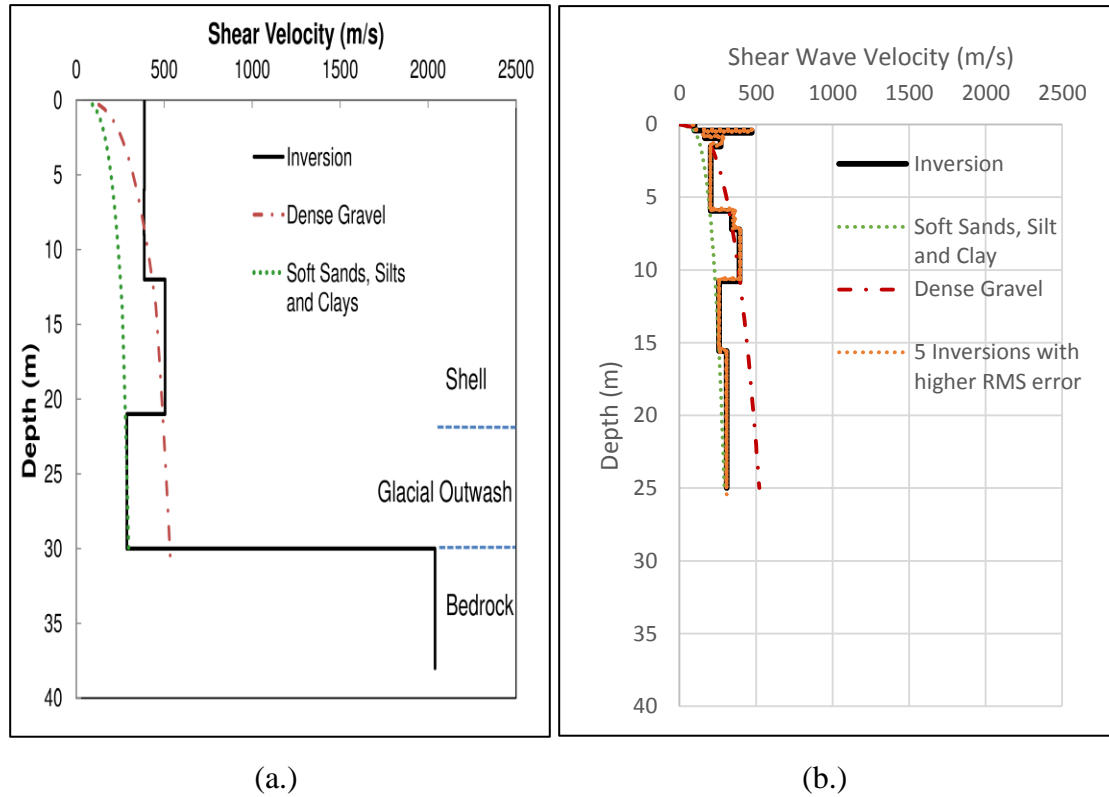 Shear Velocity (m/s)
0 500 1000 1500 2000 2500
0
5
10
15
20
25
30
35
40
Depth (m)
Inversion
Dense Gravel
Soft Sands, Silts
and Clays
Shell
Glacial Outwash
Bedrock
(a.)
Shear Wave Velocity (m/s)
0 500 1000 1500 2000 2500
0
5
10
15
20
25
30
35
40
Depth (m)
Inversion
Soft Sands, Silt
and Clay
Dense Gravel
5 Inversions with
higher RMS error
(b.)